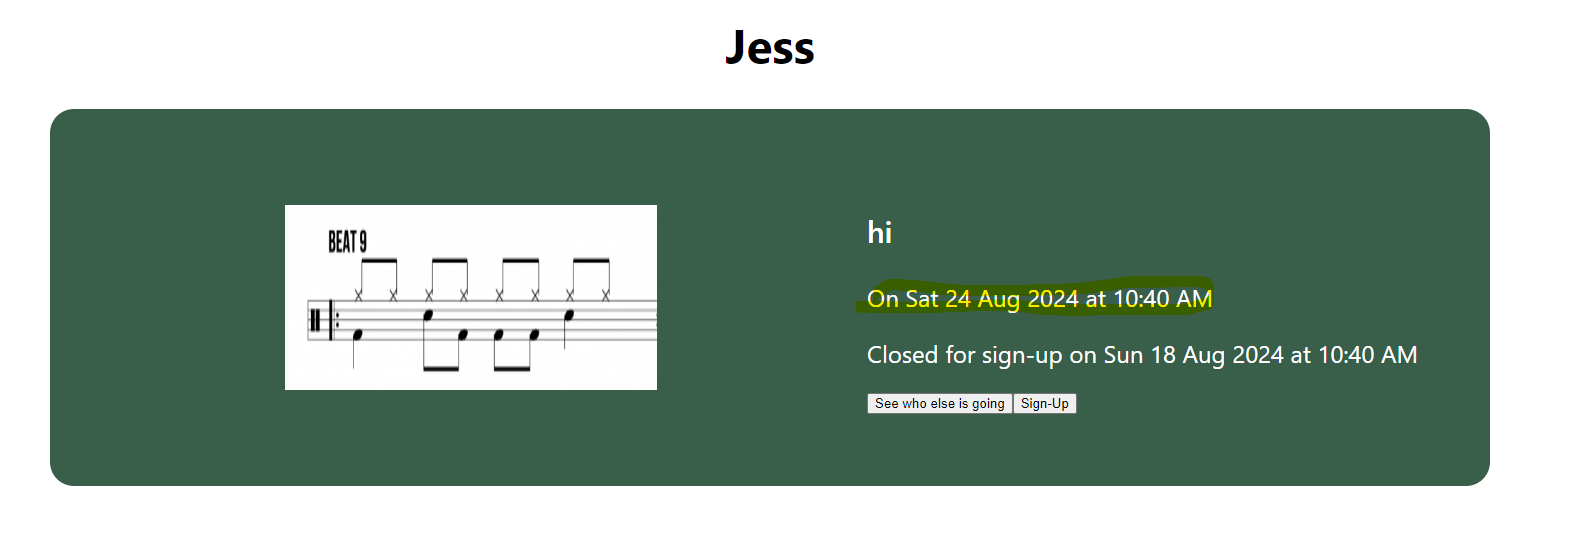 Jess
BEAT 9
hi
On Sat 24 Aug 2024 at 10:40 AM
Closed for sign-up on Sun 18 Aug 2024 at 10:40 AM
See who else is going
Sign-Up